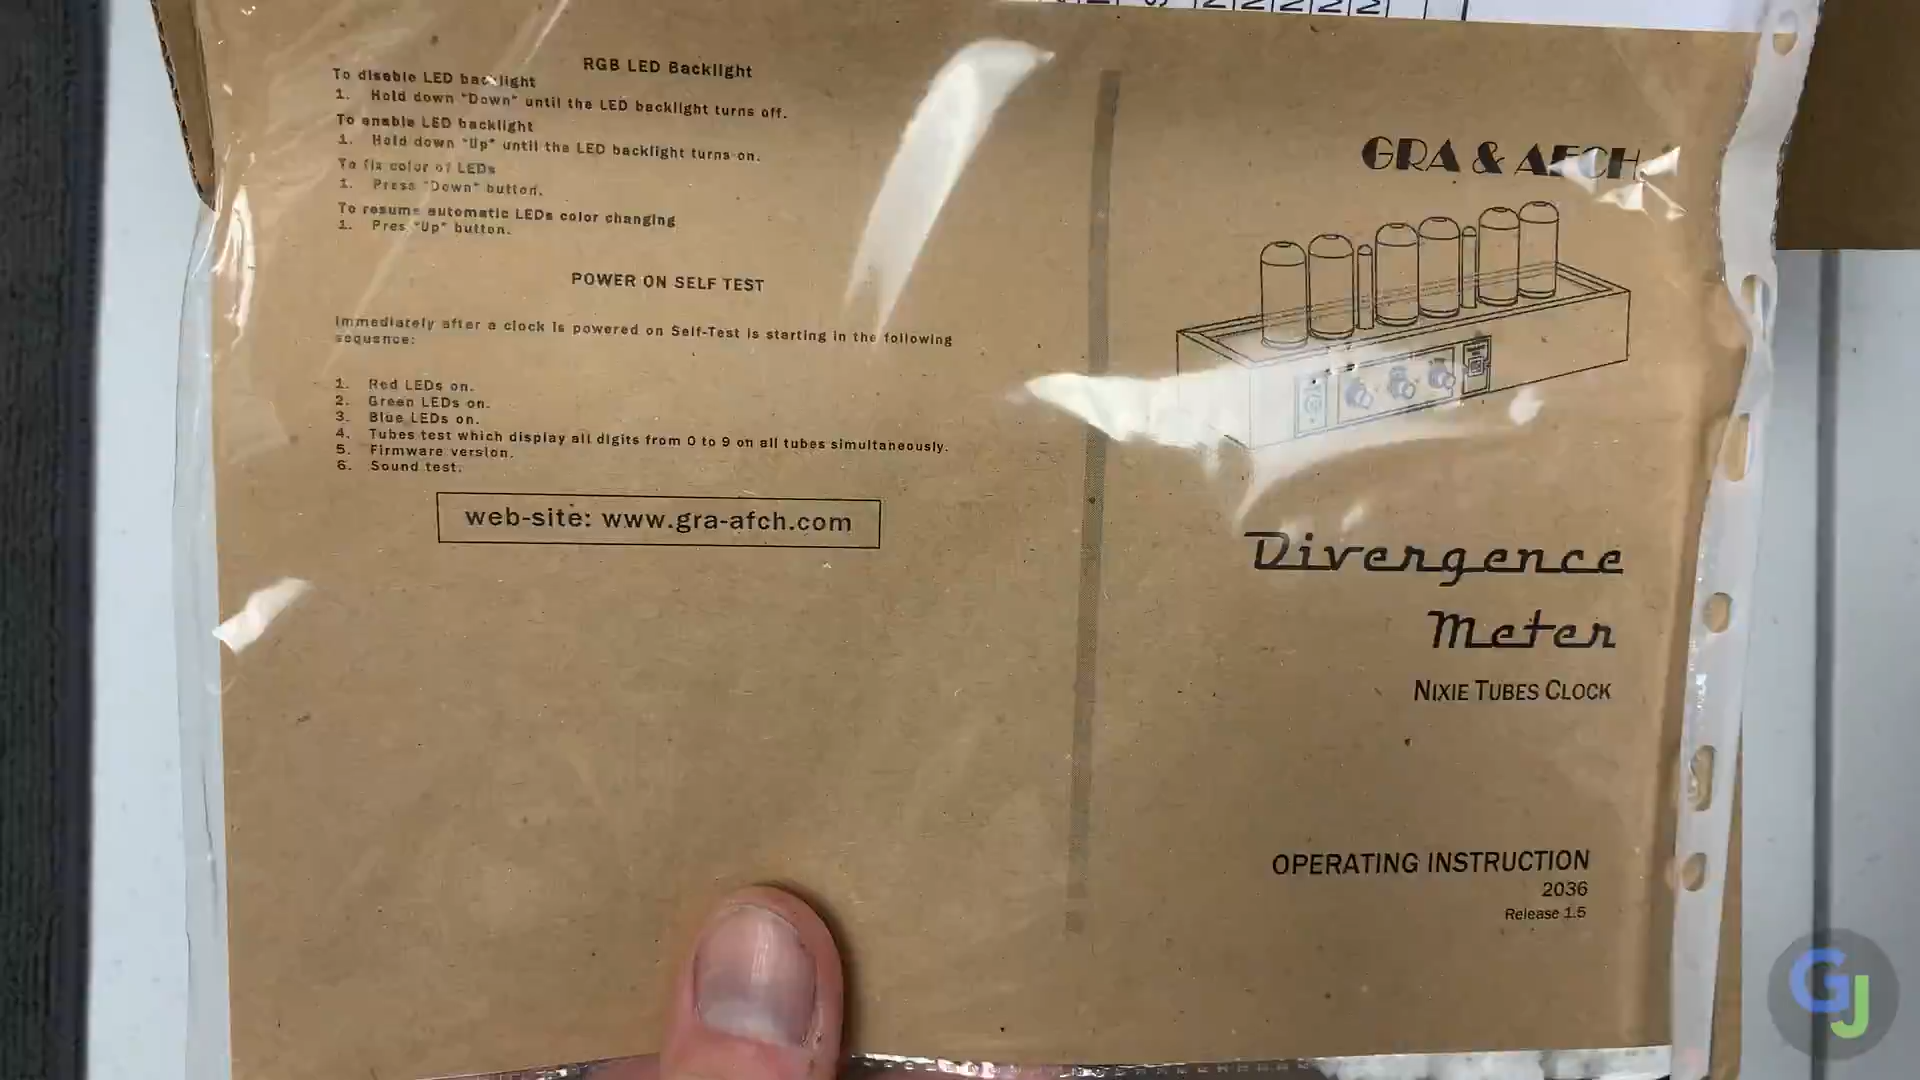 RGB LED Backlight
To disable LED backlight
1. Hold down "Down" until the LED backlight turns off.
To enable LED backlight
1. Hold down "Up" until the LED backlight turns on.
To fix color of LEDs
1. Press "Down" button.
To resume automatic LEDs color changing
1. Pres "Up" button.
POWER ON SELF TEST
Immediately after a clock is powered on Self-Test is starting in the following
sequence:
1. Red LEDs on.
2. Green LEDs on.
3. Blue LEDs on.
4. Tubes test which display all digits from 0 to 9 on all tubes simultaneously.
5. Firmware version.
6. Sound test.
web-site: www.gra-afch.com
GRA & AFCH
Divergence
Meter
NIXIE TUBES CLOCK
OPERATING INSTRUCTION
2036
Release 1.5
GJ